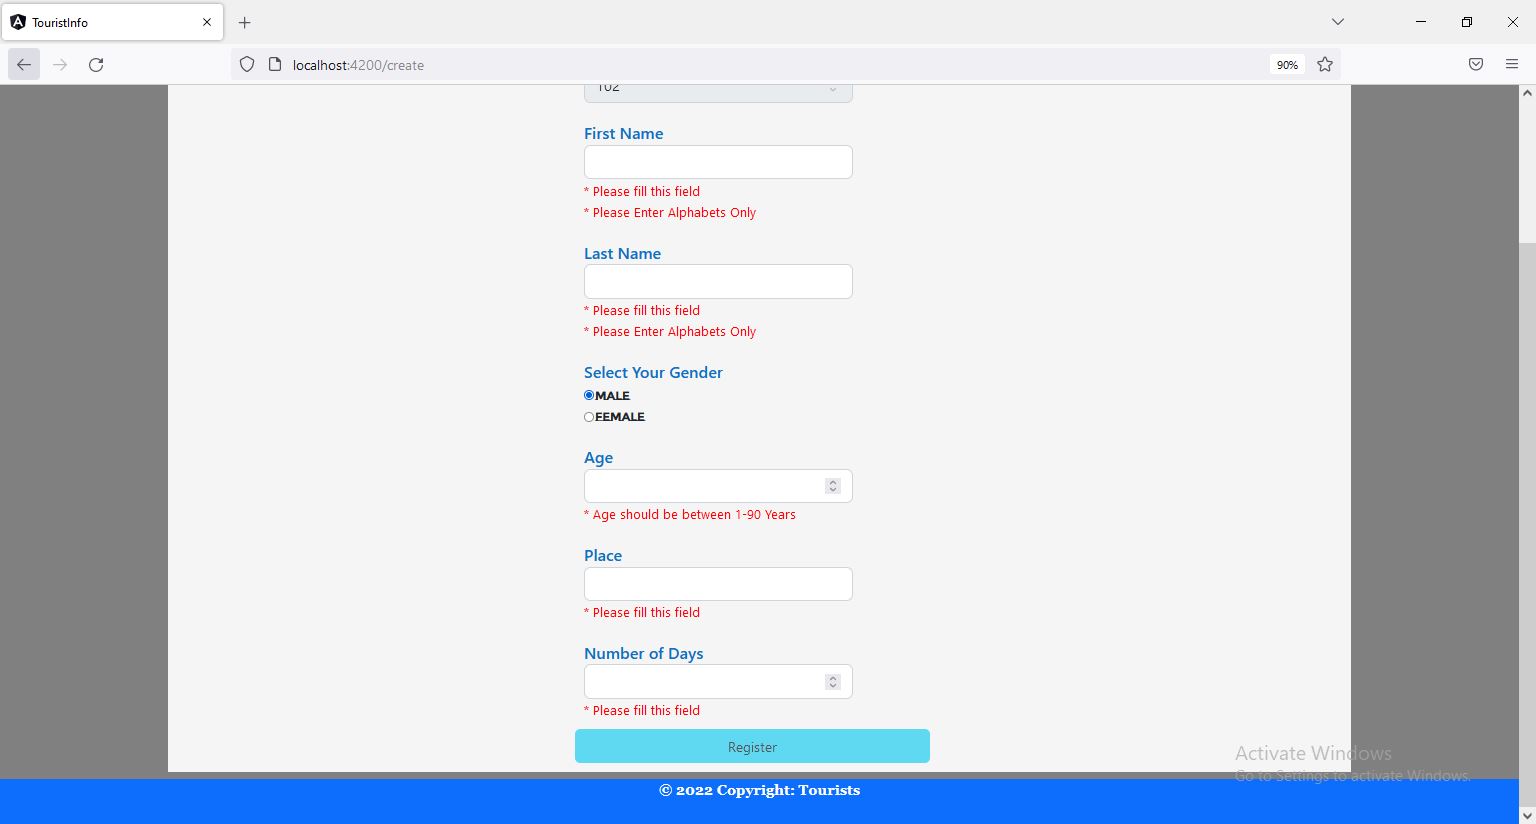 TouristInfo
localhost:4200/create
90%
102
First Name
* Please fill this field
* Please Enter Alphabets Only
Last Name
* Please fill this field
* Please Enter Alphabets Only
Select Your Gender
MALE
FEMALE
Age
* Age should be between 1-90 Years
Place
* Please fill this field
Number of Days
* Please fill this field
Register
Activate Windows
Go to Settings to activate Windows.
© 2022 Copyright: Tourists